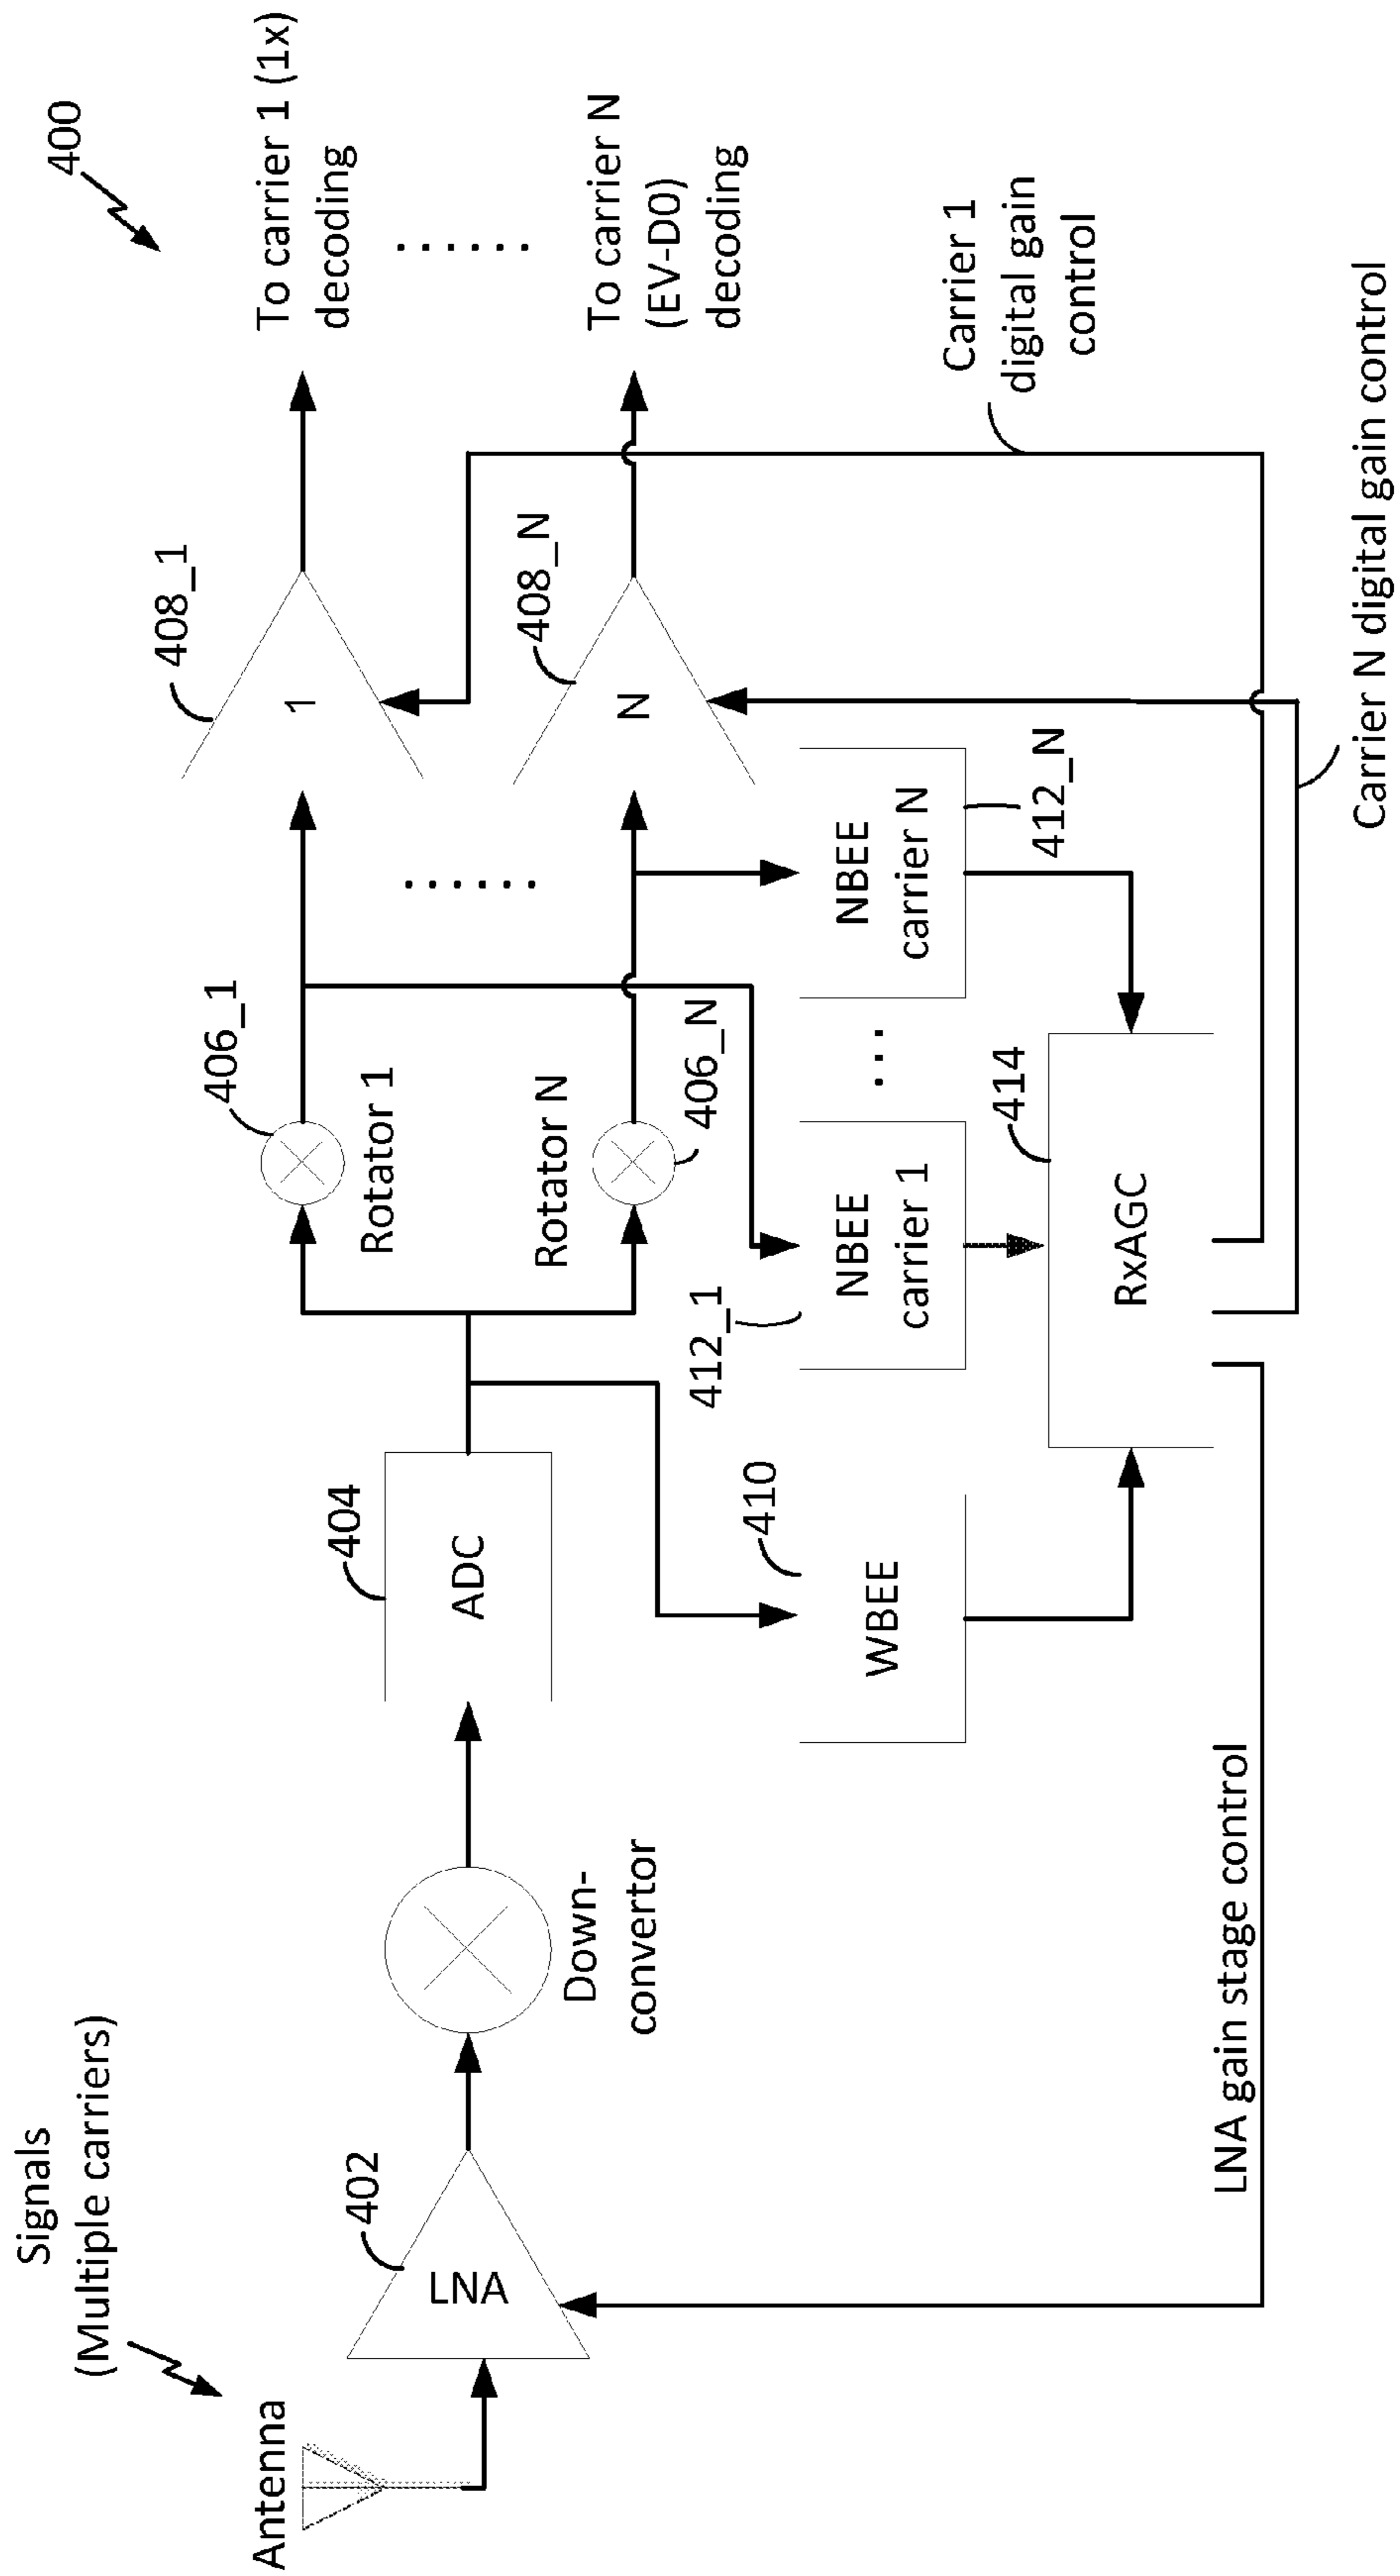 400
Signals
(Multiple carriers)
Antenna
402
LNA
Down-
convertor
404
ADC
406_1
Rotator 1
Rotator N
406_N
408_1
1
408_N
N
......
......
To carrier 1 (1x)
decoding
To carrier N
(EV-D0)
decoding
410
WBEE
412_1
NBEE
carrier 1
...
NBEE
carrier N
412_N
414
RxAGC
Carrier 1
digital gain
control
LNA gain stage control
Carrier N digital gain control